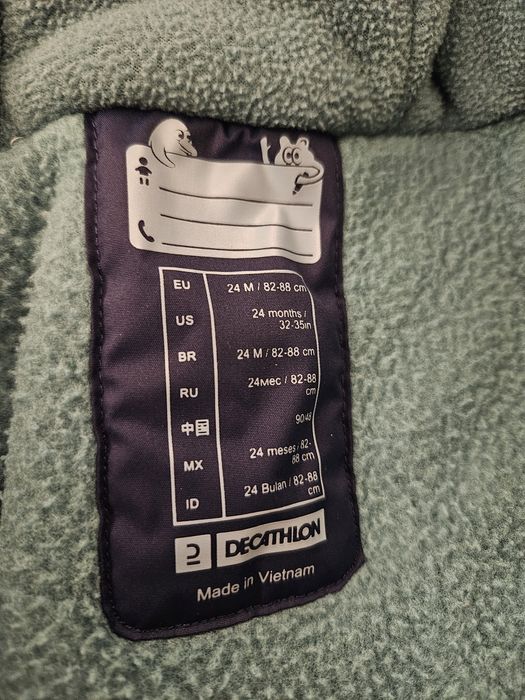 EU 24 M / 82-88 cm
US 24 months /
32-35in
BR 24 M / 82-88 cm
RU 24мес / 82-88
cm
中国 90/48
MX 24 meses / 82-
88 cm
ID 24 Bulan / 82-88
cm
DECATHLON
Made in Vietnam